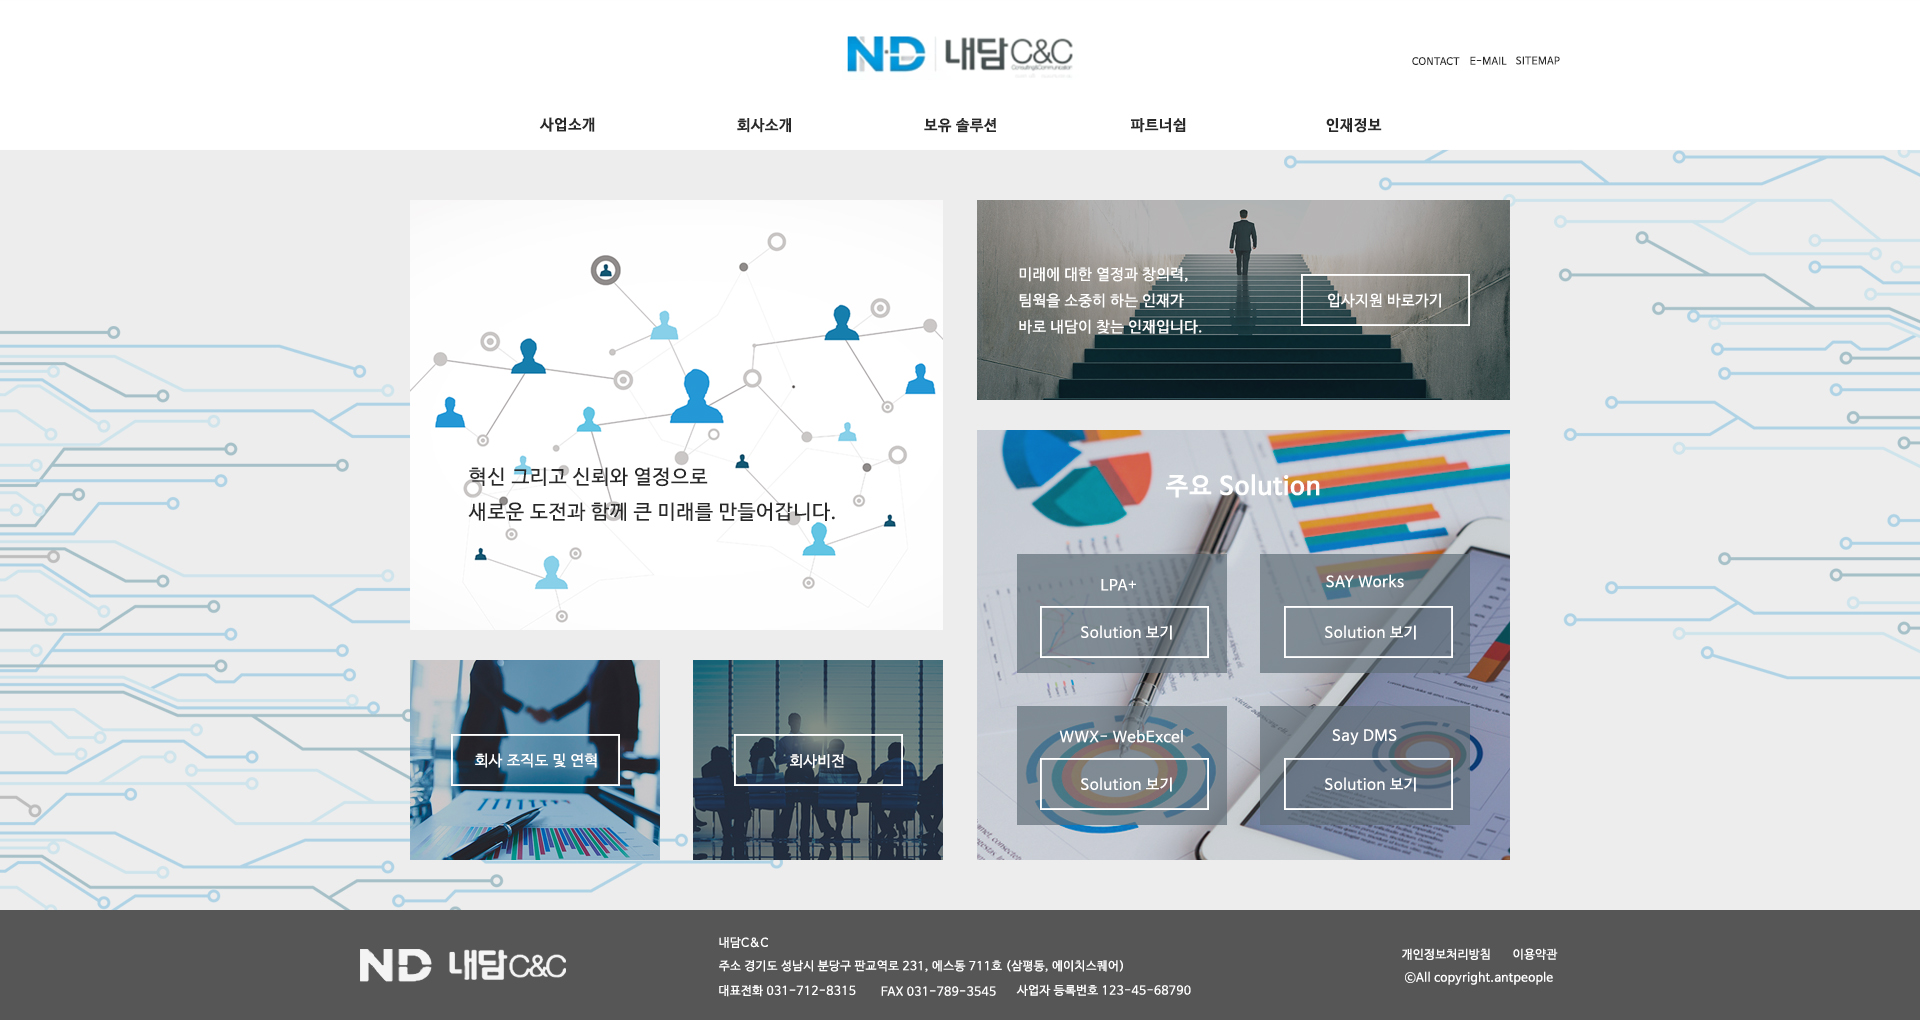 ND 내담C&C
CONTACT E-MAIL SITEMAP
사업소개 회사소개 보유 솔루션 파트너쉽 인재정보
혁신 그리고 신뢰와 열정으로
새로운 도전과 함께 큰 미래를 만들어갑니다.
미래에 대한 열정과 창의력,
팀웍을 소중히 하는 인재가
바로 내담이 찾는 인재입니다.
입사지원 바로가기
주요 Solution
LPA+
Solution 보기
SAY Works
Solution 보기
WWX- WebExcel
Solution 보기
Say DMS
Solution 보기
회사 조직도 및 연혁
회사비전
ND 내담C&C
내담C&C
주소 경기도 성남시 분당구 판교역로 231, 에스동 711호 (삼평동, 에이치스퀘어)
대표전화 031-712-8315 FAX 031-789-3545 사업자 등록번호 123-45-68790
개인정보처리방침 이용약관
©All copyright.antpeople